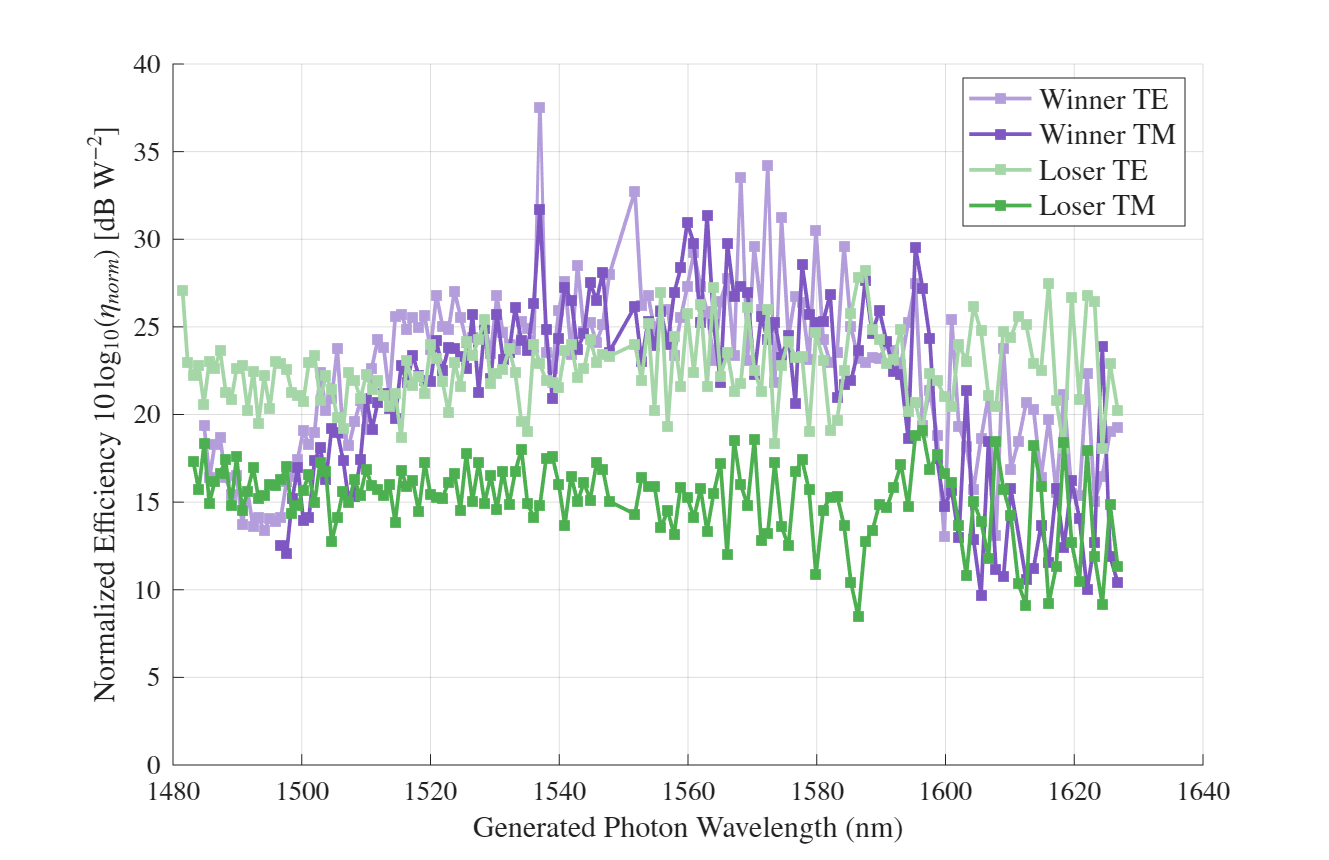 40
35
30
25
20
15
10
5
0
Normalized Efficiency 10 log₁₀(η_norm) [dB W⁻²]
Winner TE
Winner TM
Loser TE
Loser TM
1480 1500 1520 1540 1560 1580 1600 1620 1640
Generated Photon Wavelength (nm)